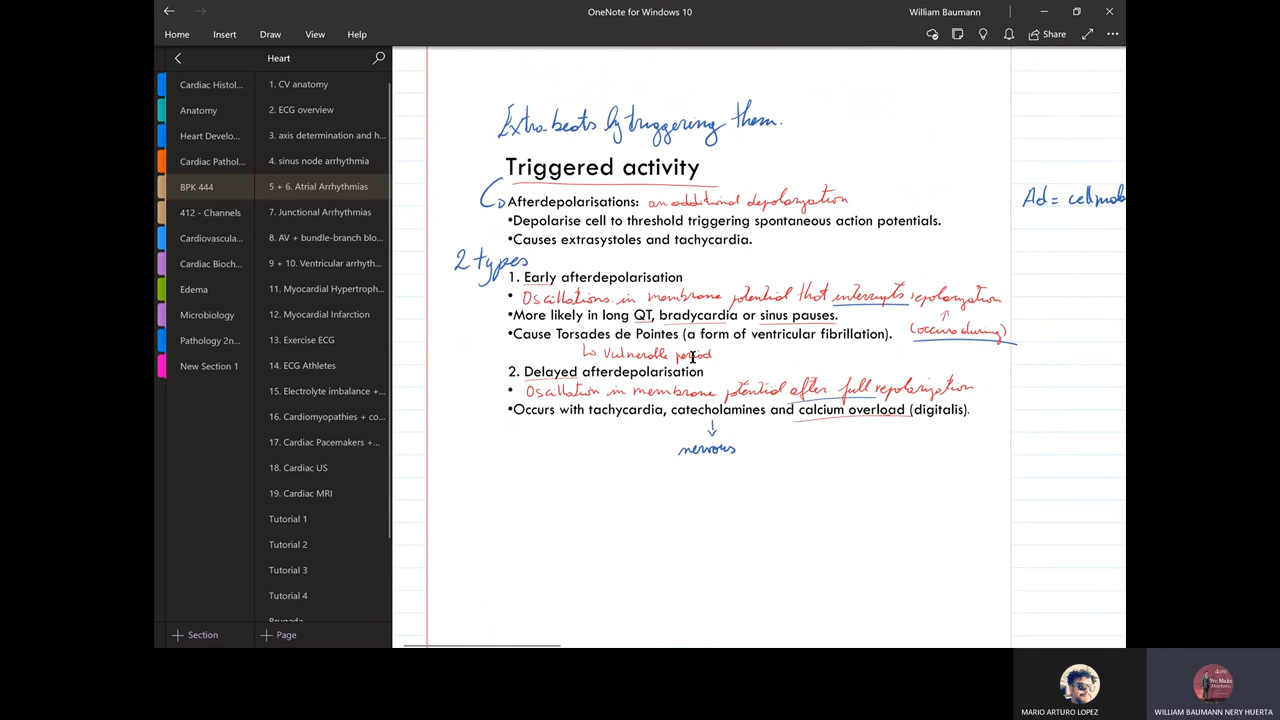 OneNote for Windows 10
William Baumann
Home Insert Draw View Help
Share
Heart
Cardiac Histol...
Anatomy
Heart Develo...
Cardiac Pathol...
BPK 444
412 - Channels
Cardiovascula...
Cardiac Bioch...
Edema
Microbiology
Pathology 2n...
New Section 1
1. CV anatomy
2. ECG overview
3. axis determination and h...
4. sinus node arrhythmia
5 + 6. Atrial Arrhythmias
7. Junctional Arrhythmias
8. AV + bundle-branch blo...
9 + 10. Ventricular arryth...
11. Myocardial Hypertroph...
12. Myocardial Infarction
13. Exercise ECG
14. ECG Athletes
15. Electrolyte imbalance +...
16. Cardiomyopathies + co...
17. Cardiac Pacemakers +...
18. Cardiac US
19. Cardiac MRI
Tutorial 1
Tutorial 2
Tutorial 3
Tutorial 4
Brugada
Section
Page
Extra-beats by triggering them.
Triggered activity
Afterdepolarisations: an additional depolarization
•Depolarise cell to threshold triggering spontaneous action potentials.
•Causes extrasystoles and tachycardia.
2 types
1. Early afterdepolarisation
• Oscillations in membrane potential that interrupts repolarization
(occurs during)
•More likely in long QT, bradycardia or sinus pauses.
•Cause Torsades de Pointes (a form of ventricular fibrillation).
Vulnerable period
2. Delayed afterdepolarisation
• Oscillation in membrane potential after full repolarization
•Occurs with tachycardia, catecholamines and calcium overload (digitalis).
nervous
Ad = cell
MARIO ARTURO LOPEZ
WILLIAM BAUMANN NERY HUERTA